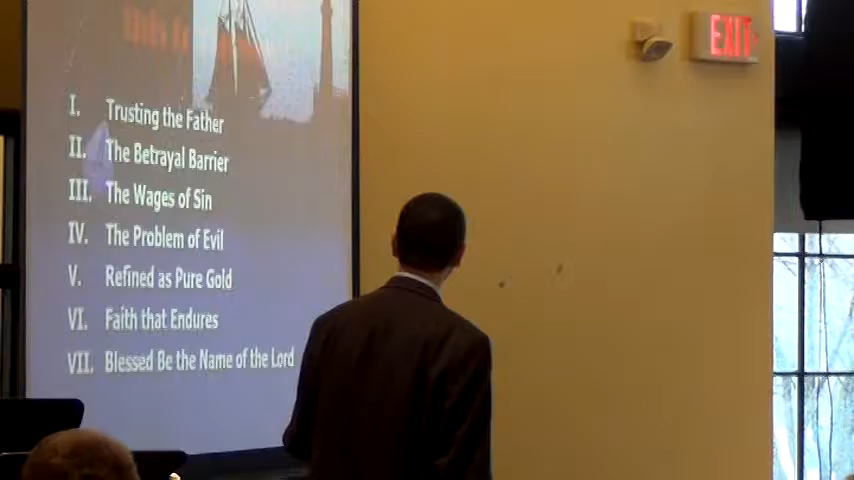 I. Trusting the Father
II. The Betrayal Barrier
III. The Wages of Sin
IV. The Problem of Evil
V. Refined as Pure Gold
VI. Faith that Endures
VII. Blessed Be the Name of the Lord
EXIT